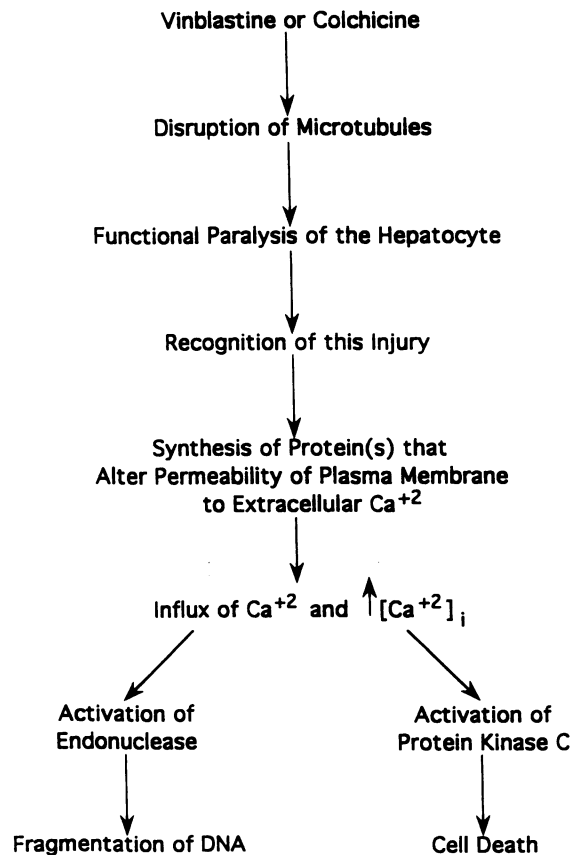 Vinblastine or Colchicine
Disruption of Microtubules
Functional Paralysis of the Hepatocyte
Recognition of this Injury
Synthesis of Protein(s) that
Alter Permeability of Plasma Membrane
to Extracellular Ca+2
Influx of Ca+2 and ↑[Ca+2]i
Activation of
Endonuclease
Activation of
Protein Kinase C
Fragmentation of DNA
Cell Death